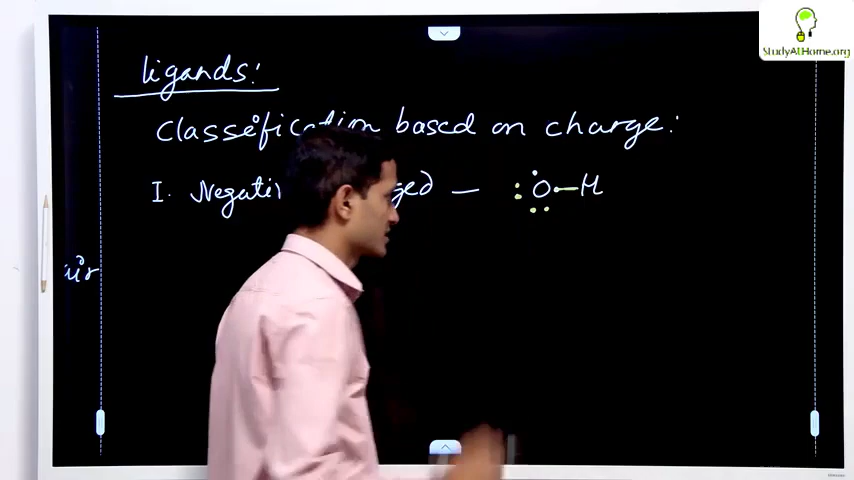 StudyAtHome.org
ligands:
Classification based on charge:
I. Negati ged — :O—H